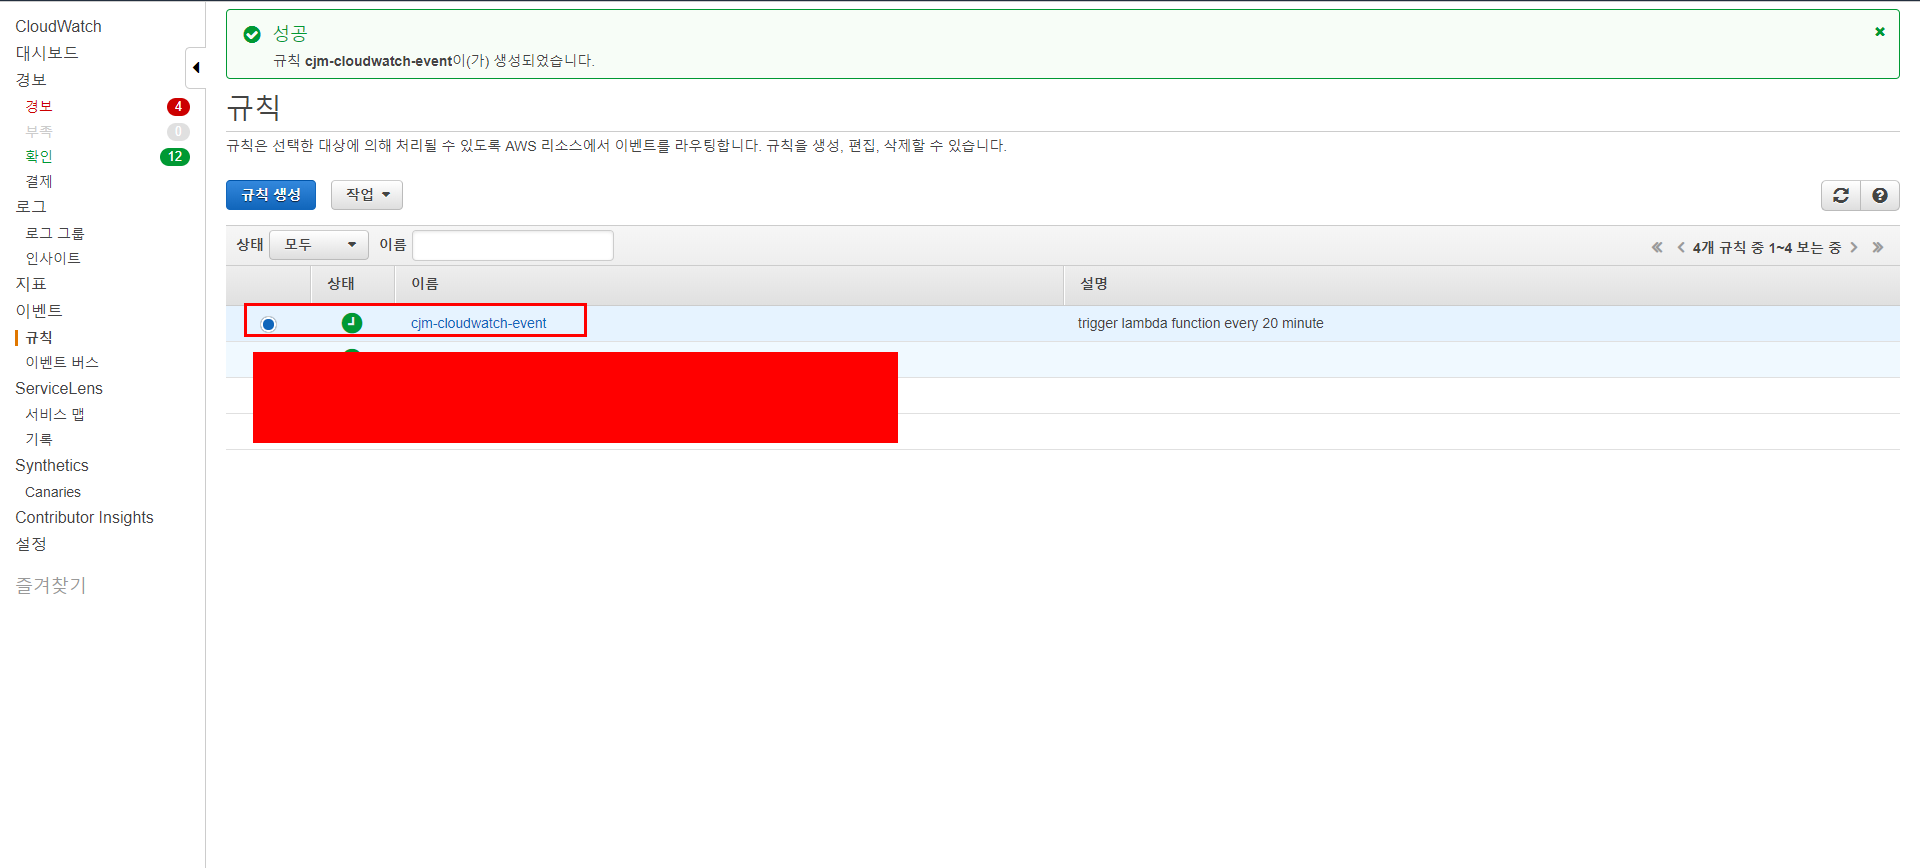 CloudWatch
대시보드
경보
경보 4
부족 0
확인 12
결제
로그
로그 그룹
인사이트
지표
이벤트
규칙
이벤트 버스
ServiceLens
서비스 맵
기록
Synthetics
Canaries
Contributor Insights
설정
즐겨찾기
성공
규칙 cjm-cloudwatch-event이(가) 생성되었습니다.
규칙
규칙은 선택한 대상에 의해 처리될 수 있도록 AWS 리소스에서 이벤트를 라우팅합니다. 규칙을 생성, 편집, 삭제할 수 있습니다.
규칙 생성 작업
상태 모두 이름 4개 규칙 중 1~4 보는 중
상태 이름 설명
cjm-cloudwatch-event trigger lambda function every 20 minute